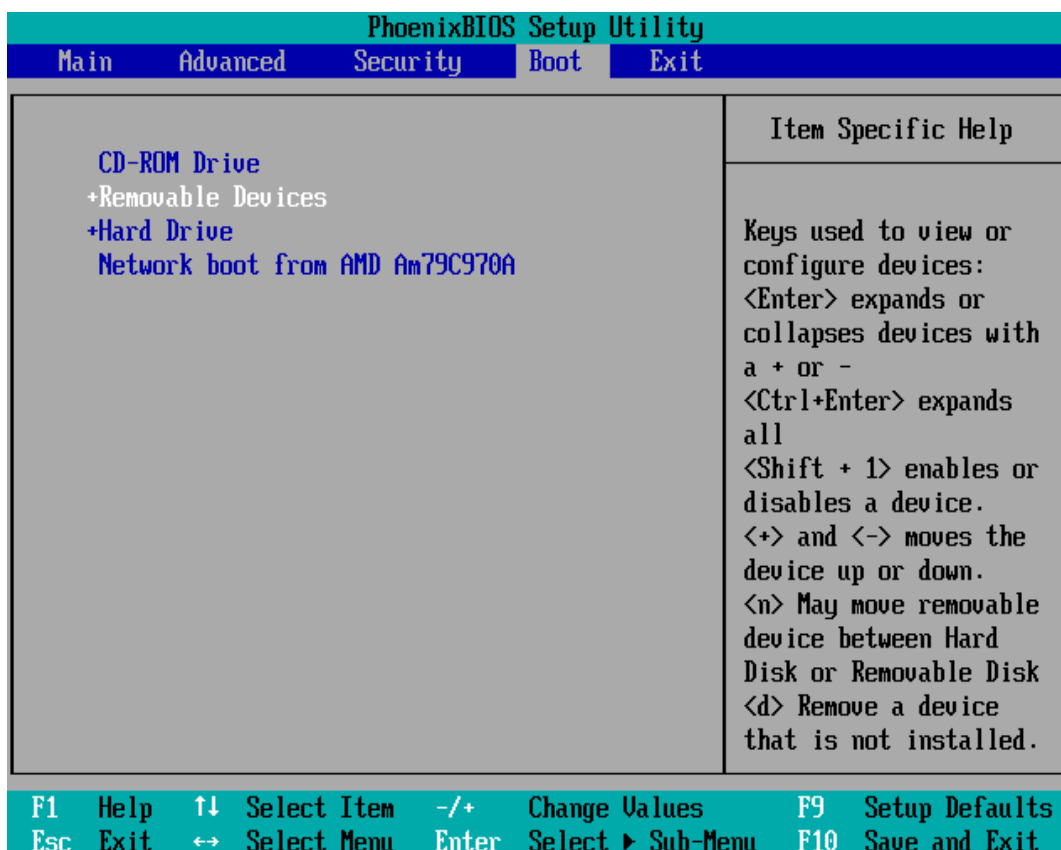 PhoenixBIOS Setup Utility
Main Advanced Security Boot Exit
CD-ROM Drive
+Removable Devices
+Hard Drive
Network boot from AMD Am79C970A
Item Specific Help
Keys used to view or
configure devices:
<Enter> expands or
collapses devices with
a + or -
<Ctrl+Enter> expands
all
<Shift + 1> enables or
disables a device.
<+> and <-> moves the
device up or down.
<n> May move removable
device between Hard
Disk or Removable Disk
<d> Remove a device
that is not installed.
F1 Help ↑↓ Select Item -/+ Change Values F9 Setup Defaults
Esc Exit ↔ Select Menu Enter Select ▶ Sub-Menu F10 Save and Exit